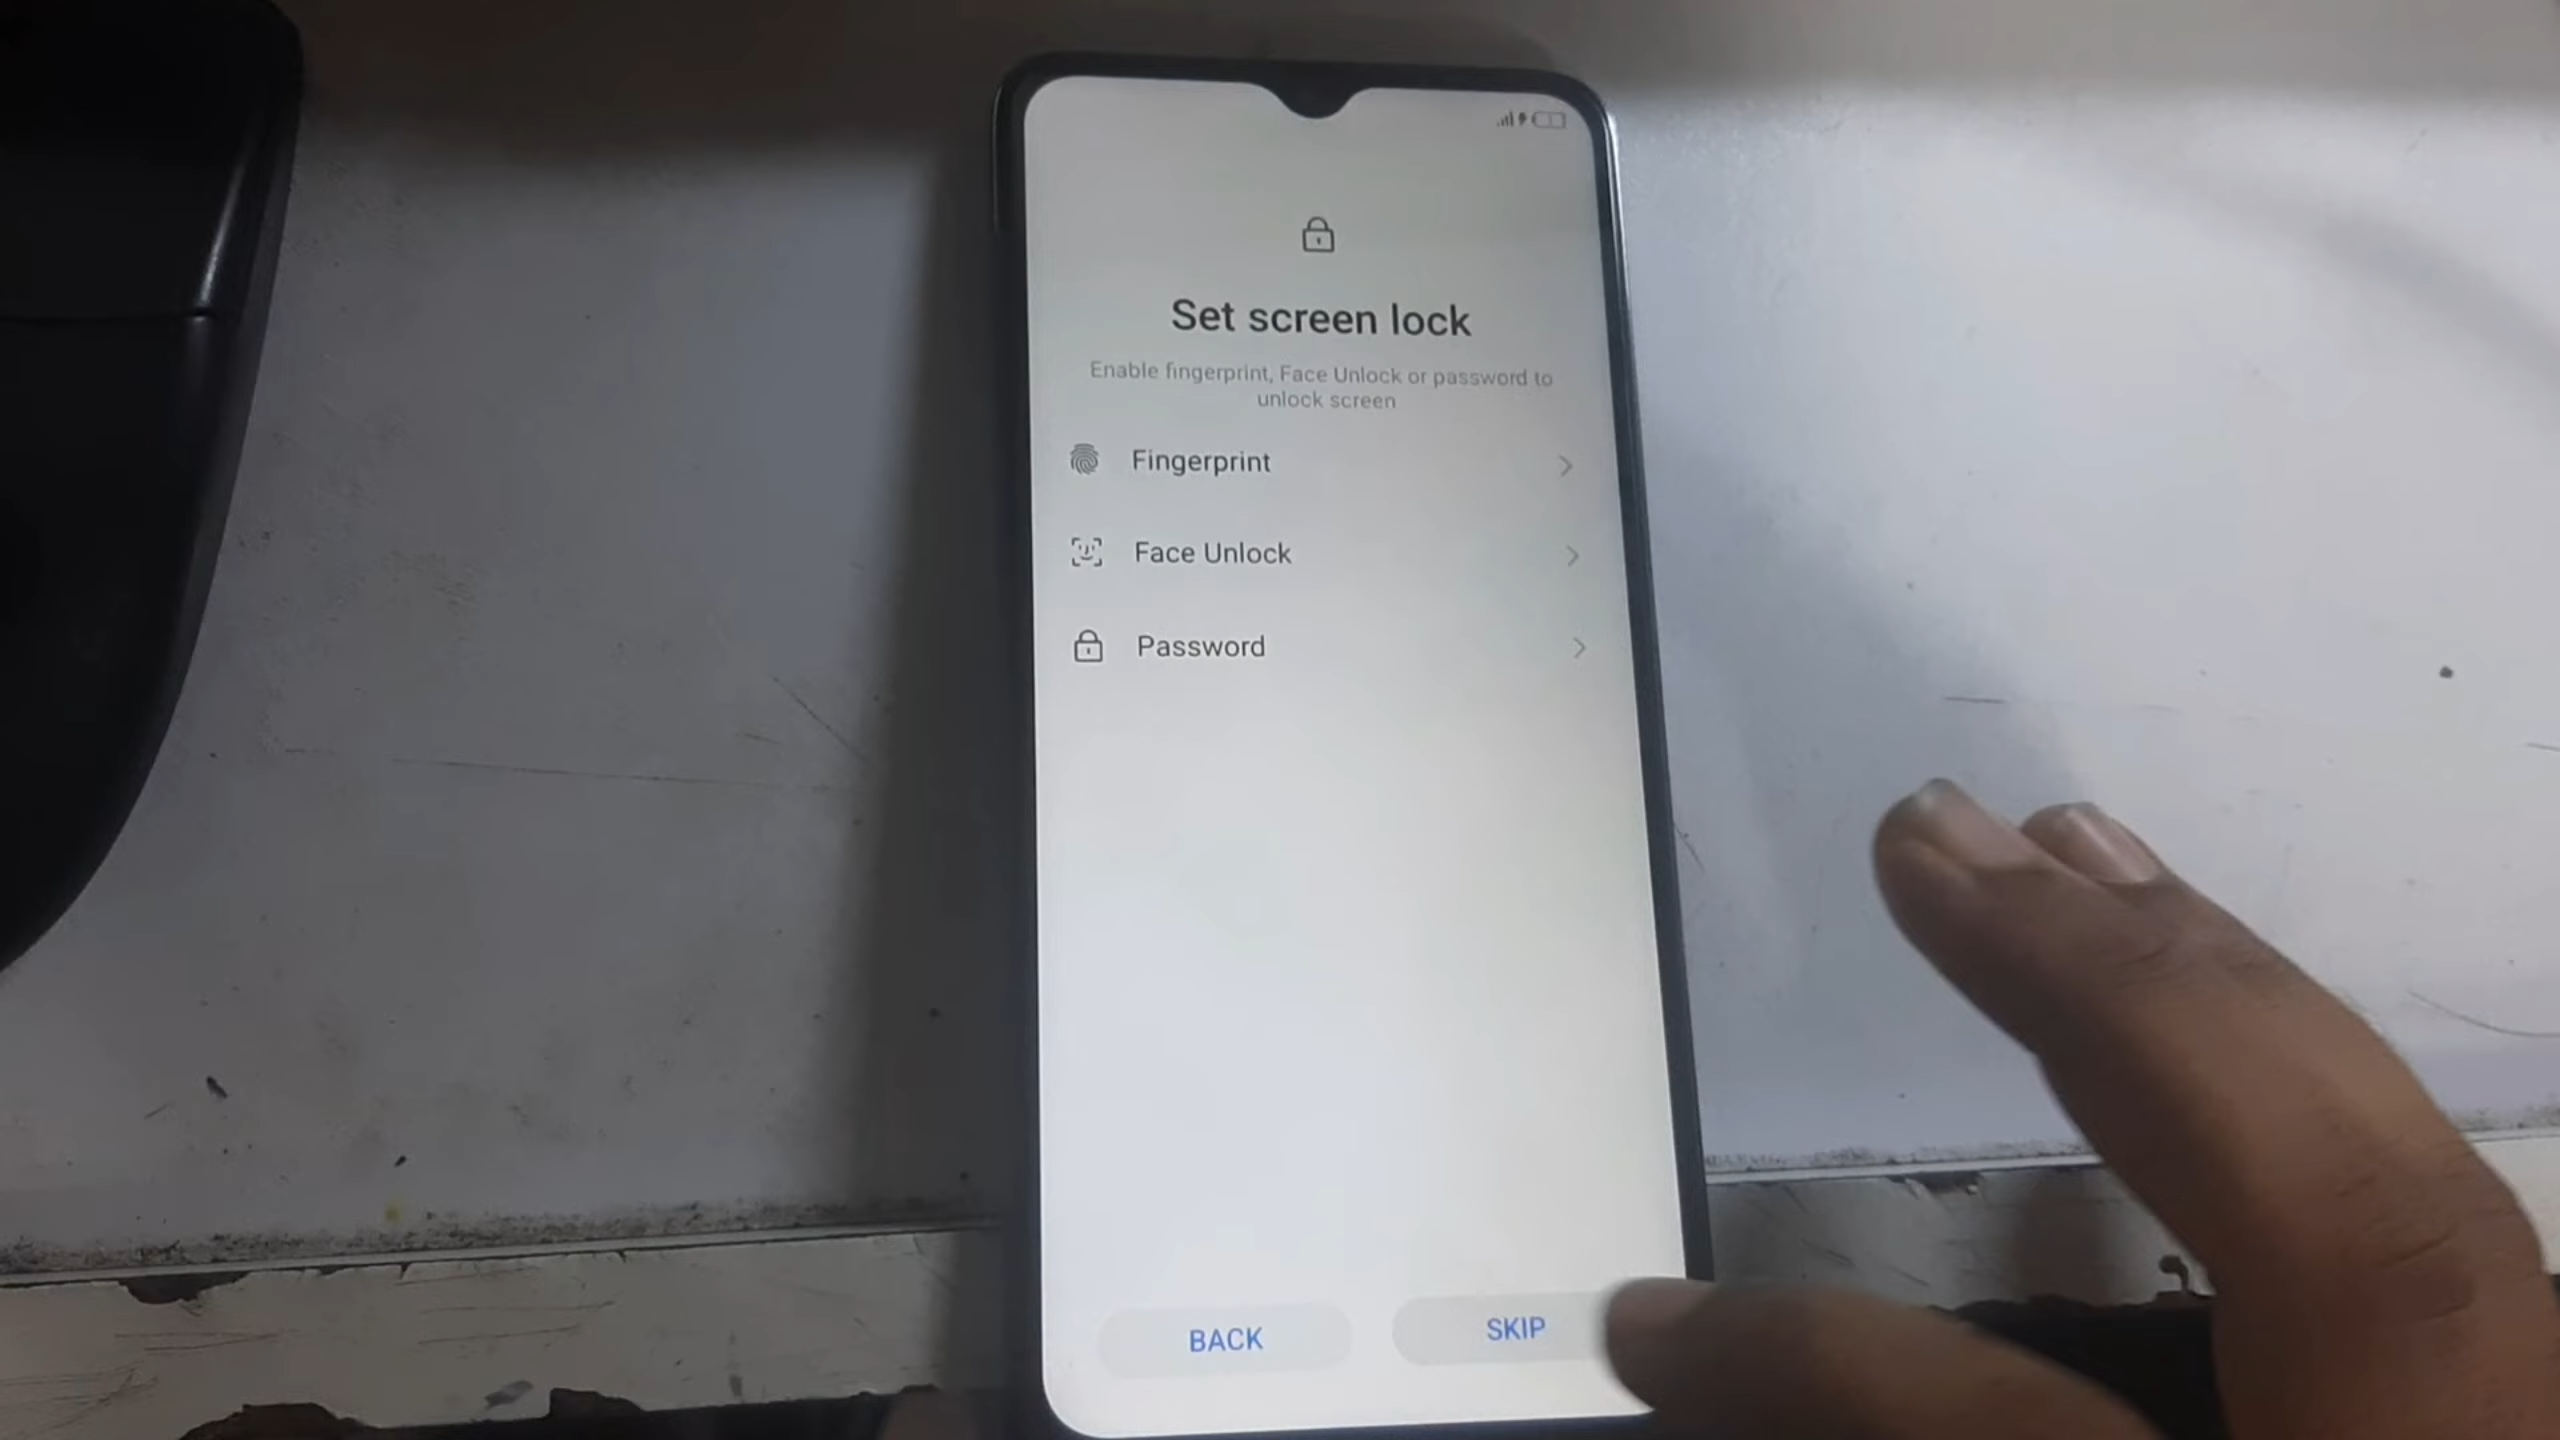 Set screen lock
Enable fingerprint, Face Unlock or password to
unlock screen
Fingerprint
Face Unlock
Password
BACK
SKIP